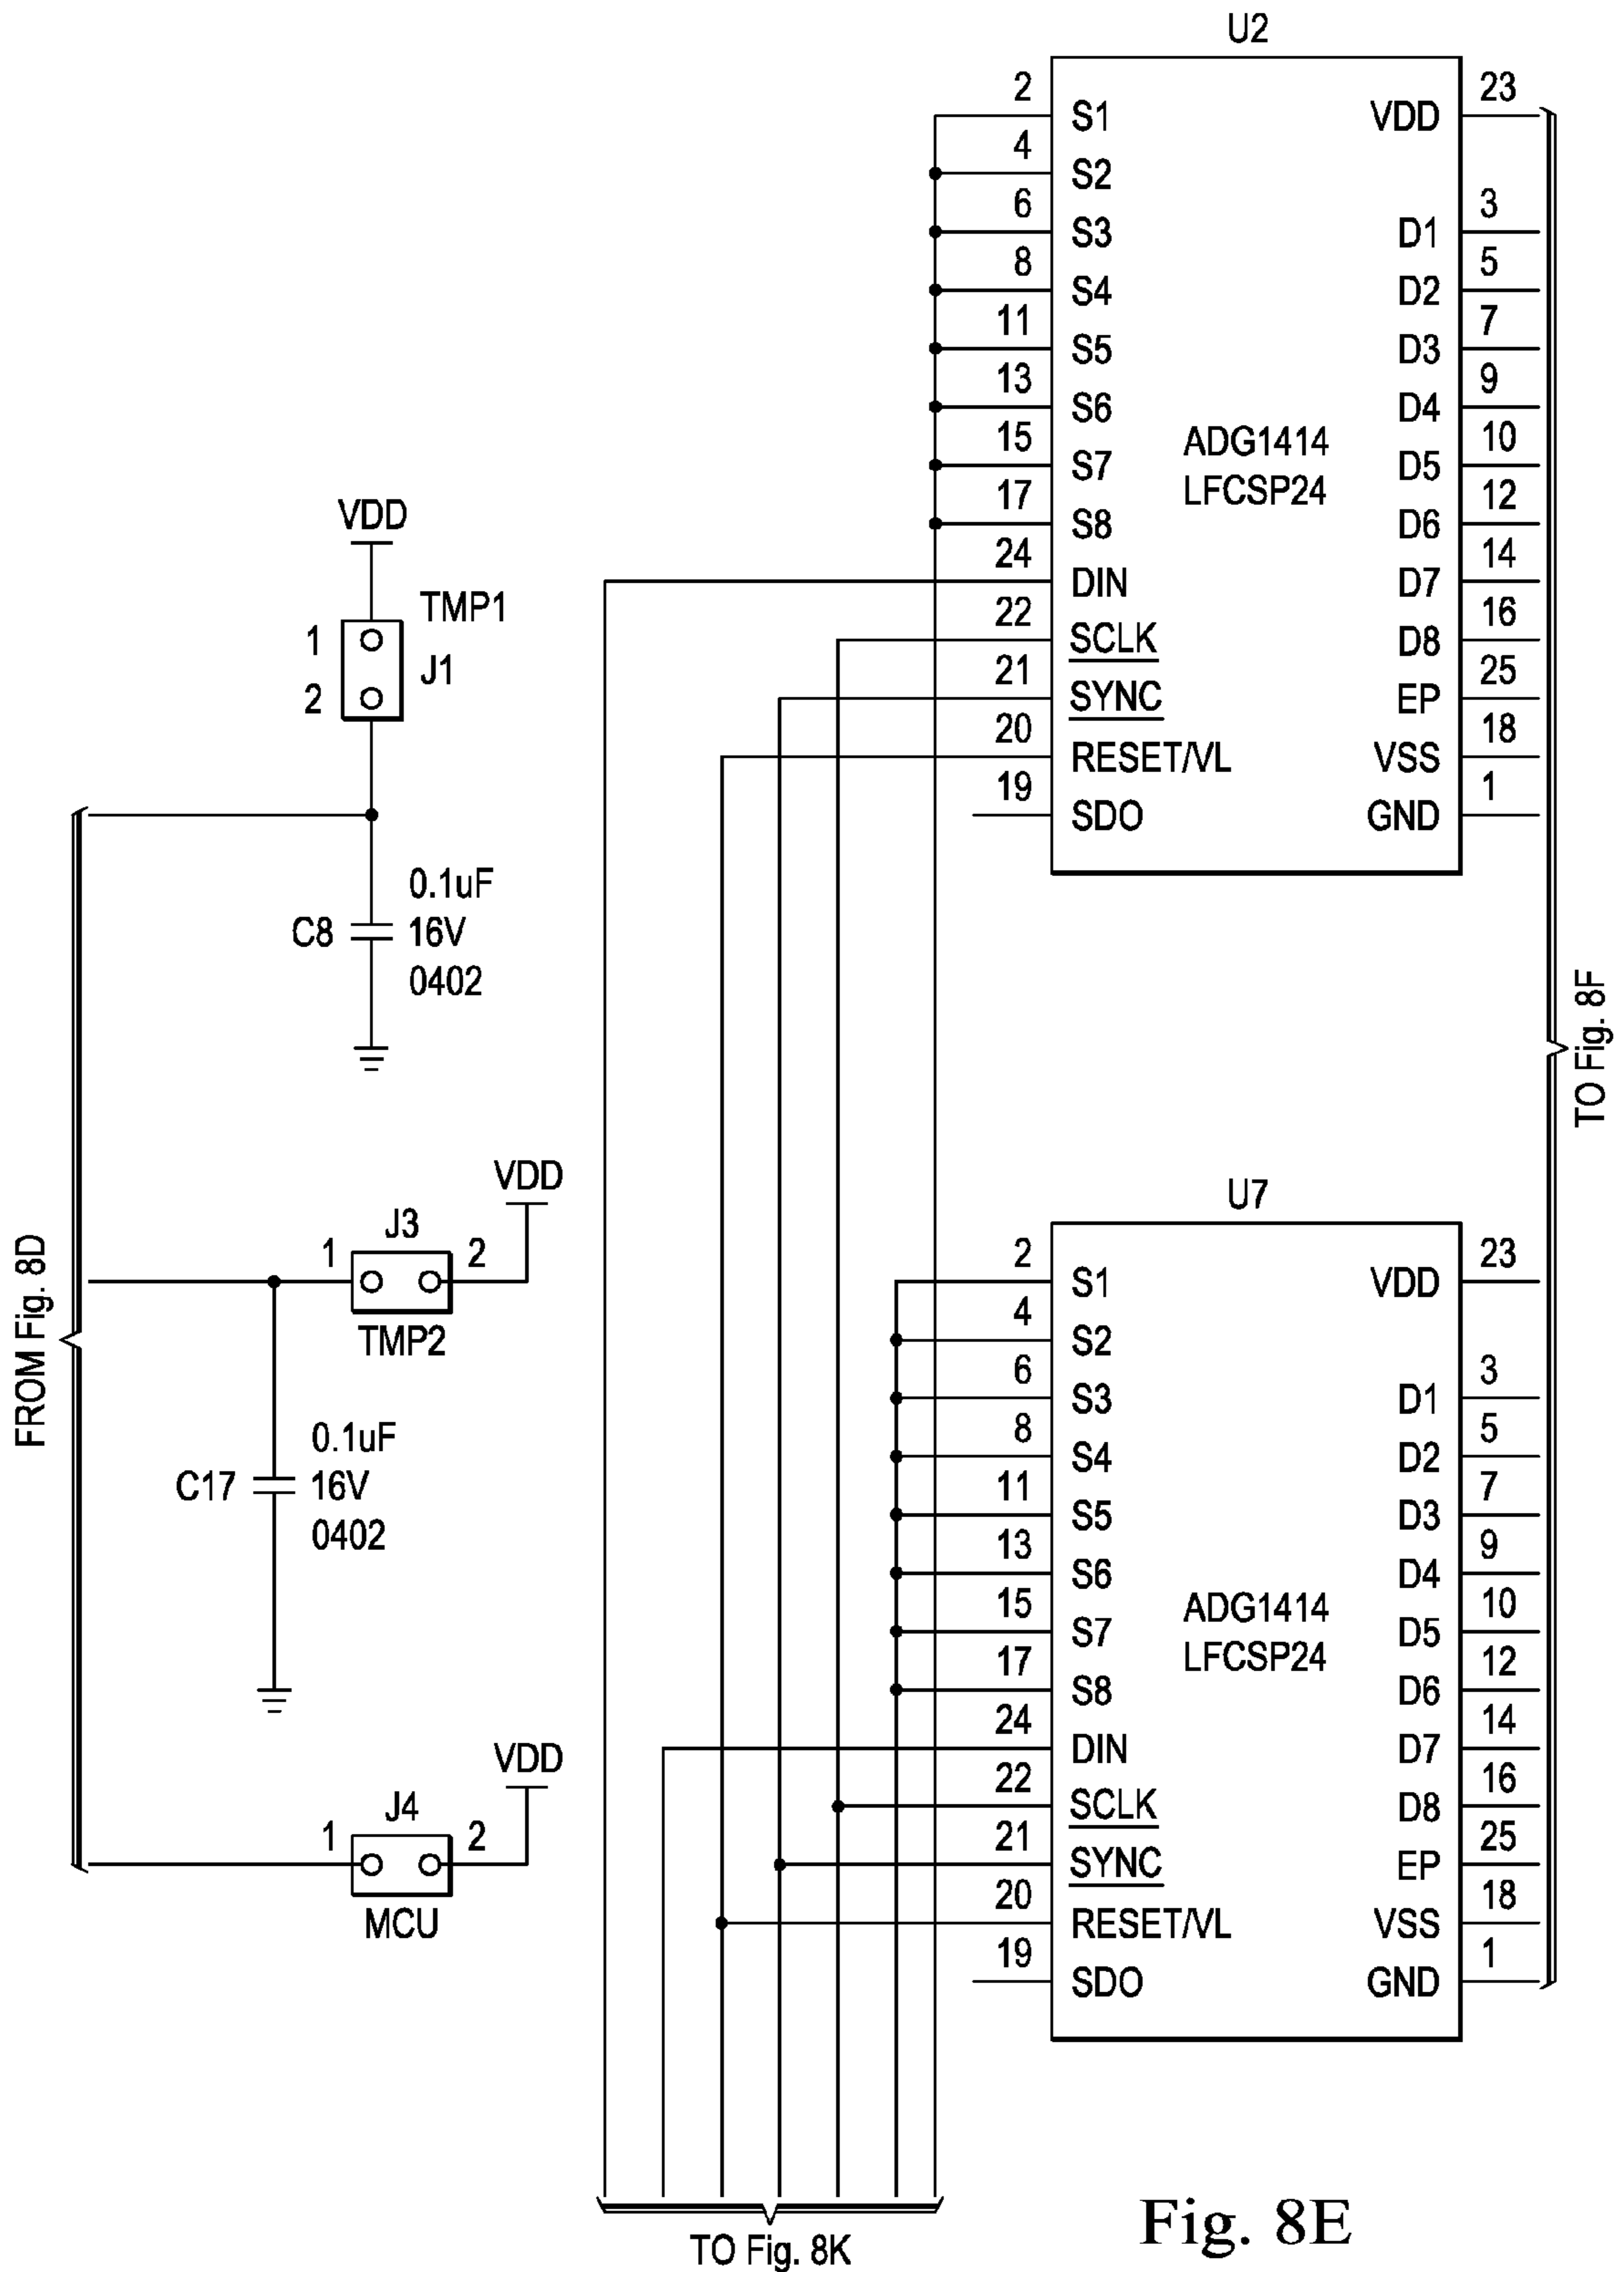 U2
2 S1 VDD 23
4 S2
6 S3 D1 3
8 S4 D2 5
11 S5 D3 7
13 S6 D4 9
15 S7 D5 10
17 S8 D6 12
24 DIN D7 14
22 SCLK D8 16
21 SYNC EP 25
20 RESET/VL VSS 18
19 SDO GND 1
ADG1414
LFCSP24
VDD
TMP1
1
J1
2
0.1uF
C8 16V
0402
TO Fig. 8F
FROM Fig. 8D
VDD
J3
1 2
TMP2
0.1uF
C17 16V
0402
VDD
J4
1 2
MCU
U7
2 S1 VDD 23
4 S2
6 S3 D1 3
8 S4 D2 5
11 S5 D3 7
13 S6 D4 9
15 S7 D5 10
17 S8 D6 12
24 DIN D7 14
22 SCLK D8 16
21 SYNC EP 25
20 RESET/VL VSS 18
19 SDO GND 1
ADG1414
LFCSP24
TO Fig. 8K
Fig. 8E